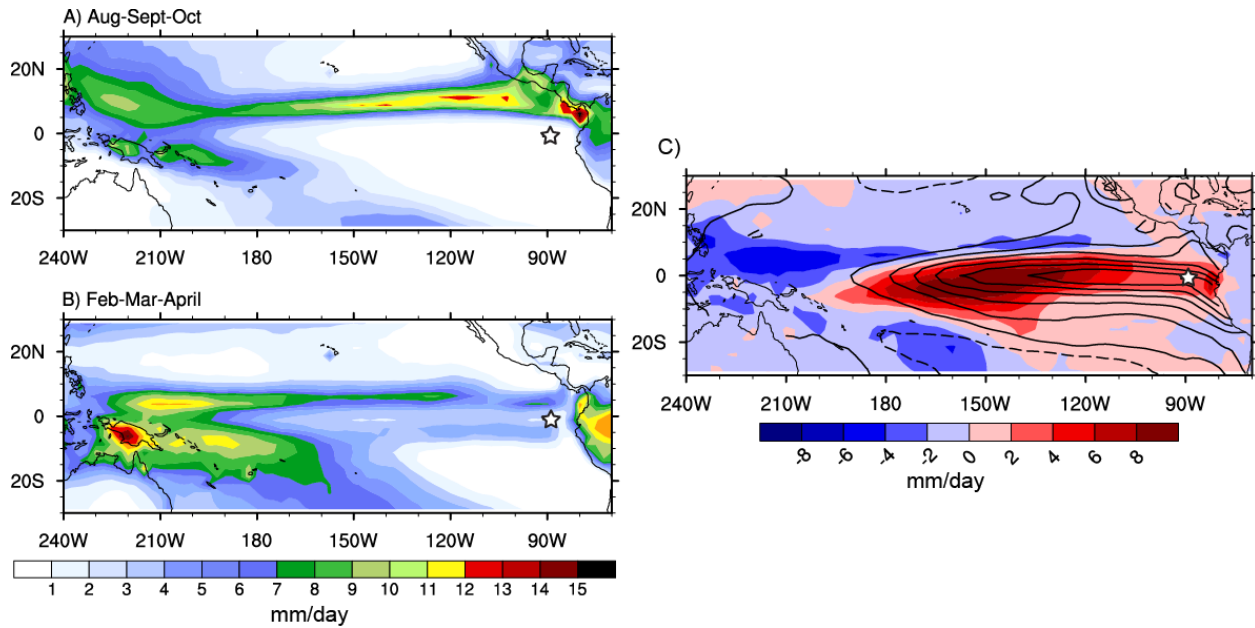 A) Aug-Sept-Oct
20N
0
20S
240W 210W 180 150W 120W 90W
B) Feb-Mar-April
20N
0
20S
240W 210W 180 150W 120W 90W
1 2 3 4 5 6 7 8 9 10 11 12 13 14 15
mm/day
C)
20N
0
20S
240W 210W 180 150W 120W 90W
-8 -6 -4 -2 0 2 4 6 8
mm/day